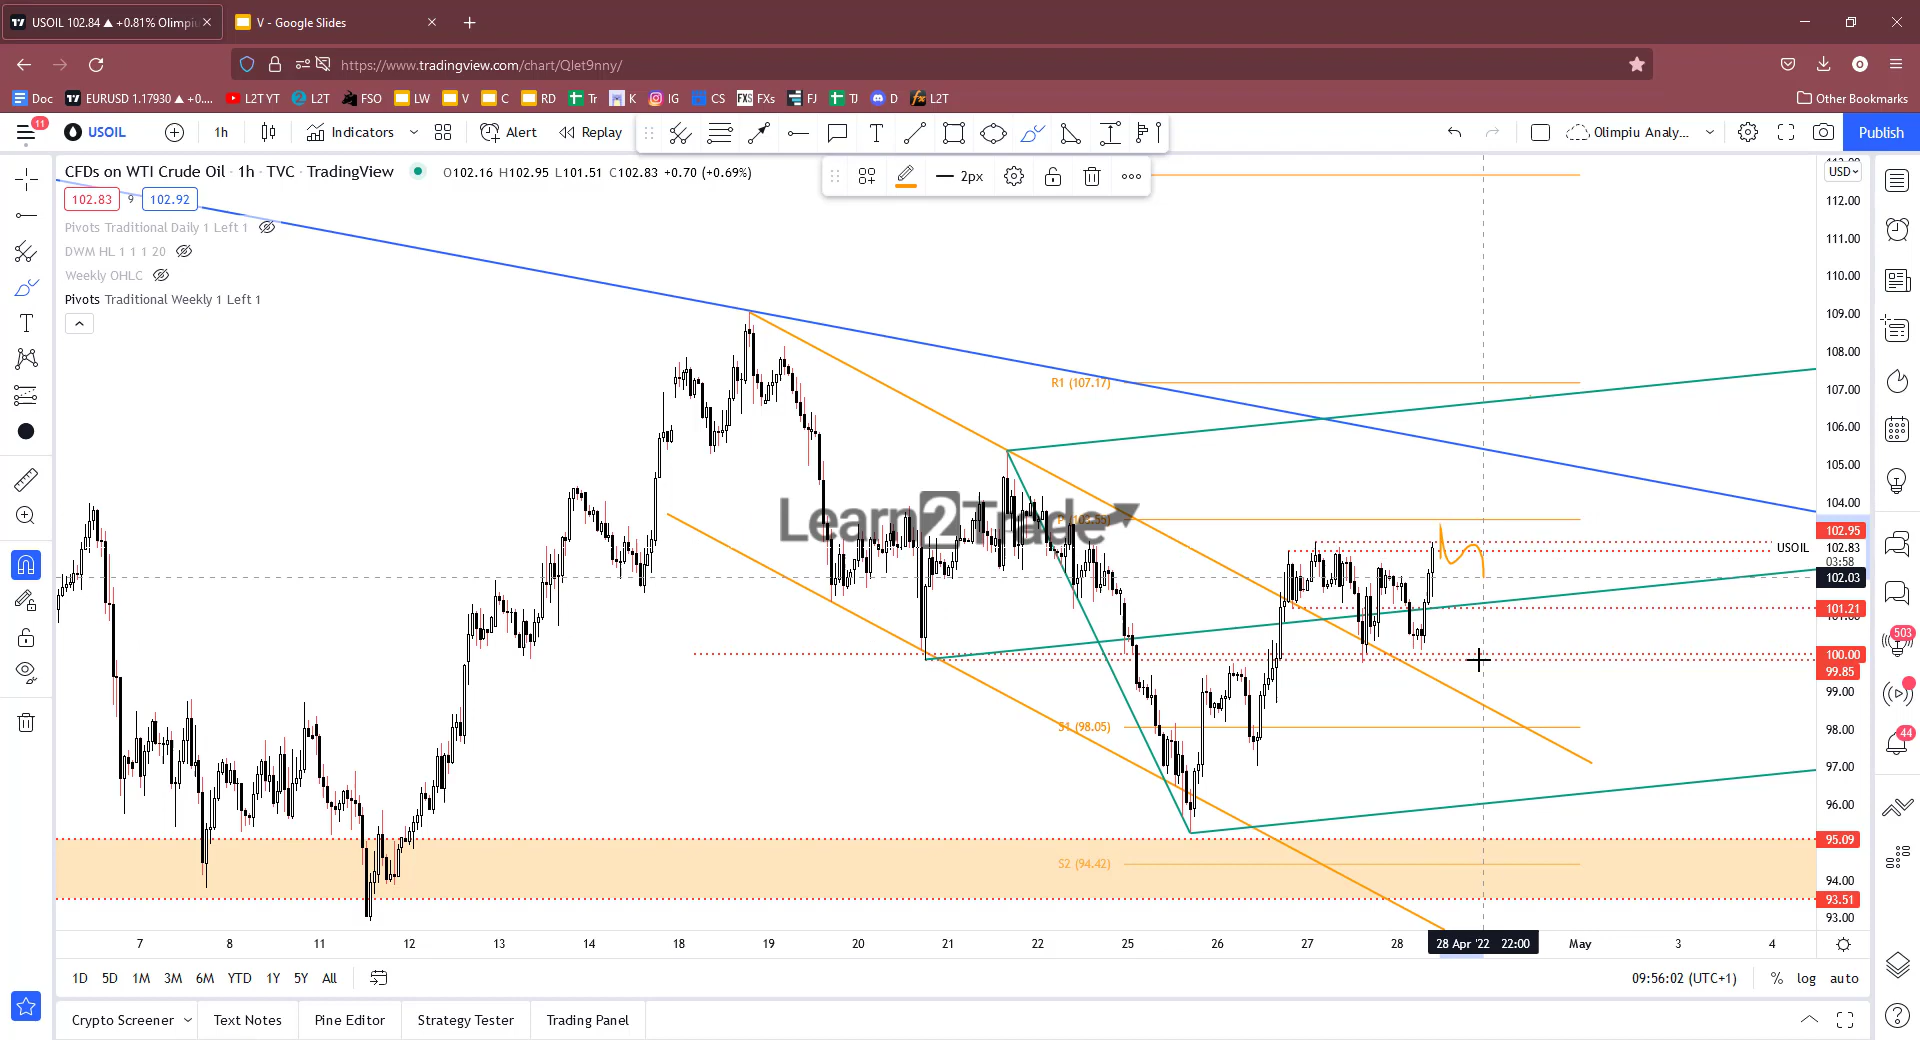 USOIL 102.84 ▲ +0.81% Olimpiu
V - Google Slides
https://www.tradingview.com/chart/Qlet9nny/
Doc
EURUSD 1.17930 ▲ +0....
L2T YT
L2T
FSO
LW
V
C
RD
Tr
K
IG
CS
FXS FXs
FJ
TJ
D
L2T
Other Bookmarks
11
USOIL
1h
Indicators
Alert
Replay
Olimpiu Analy...
Publish
CFDs on WTI Crude Oil · 1h · TVC · TradingView
O102.16 H102.95 L101.51 C102.83 +0.70 (+0.69%)
2px
USD
102.83 9 102.92
Pivots Traditional Daily 1 Left 1
DWM HL 1 1 1 20
Weekly OHLC
Pivots Traditional Weekly 1 Left 1
112.00
111.00
110.00
109.00
108.00
107.00
106.00
105.00
104.00
102.95
USOIL 102.83
03:58
102.03
101.21
101.00
100.00
99.85
99.00
98.00
97.00
96.00
95.09
94.00
93.51
93.00
R1 (107.17)
P (103.55)
Learn2Trade
S1 (98.05)
S2 (94.42)
503
44
7 8 11 12 13 14 18 19 20 21 22 25 26 27 28 28 Apr '22 22:00 May 3 4
1D 5D 1M 3M 6M YTD 1Y 5Y All
09:56:02 (UTC+1) % log auto
Crypto Screener Text Notes Pine Editor Strategy Tester Trading Panel